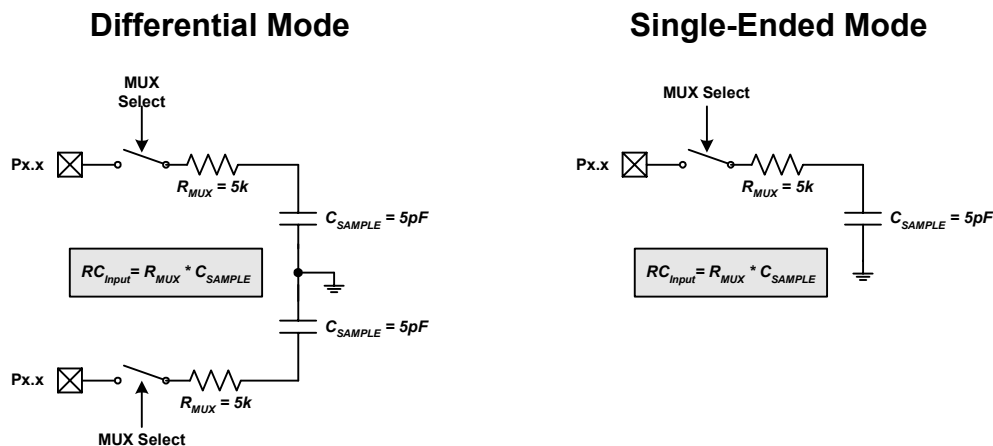 Differential Mode
MUX
Select
Px.x
R_MUX = 5k
C_SAMPLE = 5pF
RC_Input = R_MUX * C_SAMPLE
C_SAMPLE = 5pF
Px.x
R_MUX = 5k
MUX Select
Single-Ended Mode
MUX Select
Px.x
R_MUX = 5k
C_SAMPLE = 5pF
RC_Input = R_MUX * C_SAMPLE